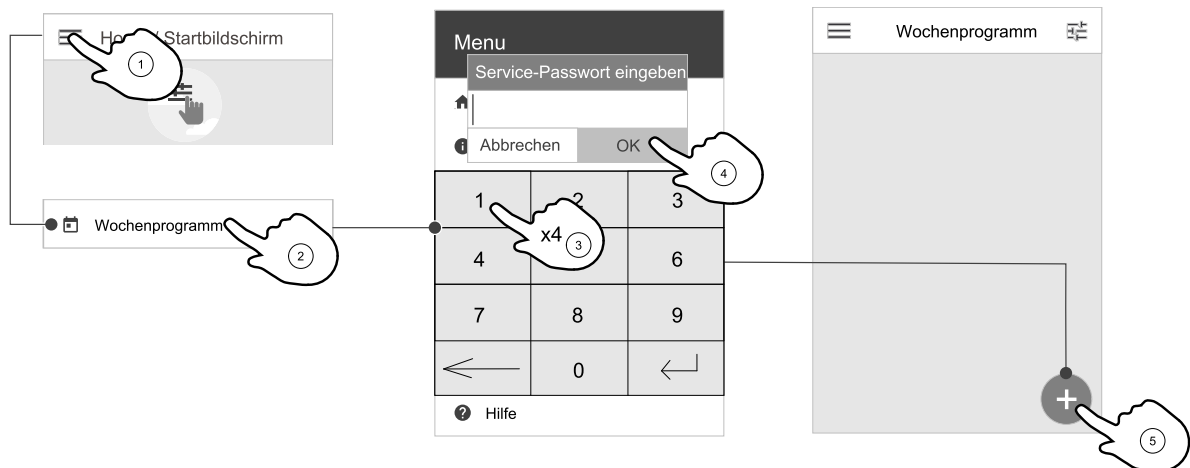 Ho / Startbildschirm
1
Wochenprogramm
2
Menu
Service-Passwort eingeben
Abbrechen OK
4
1 2 3
x4 3
4 6
7 8 9
0
Hilfe
Wochenprogramm
+
5